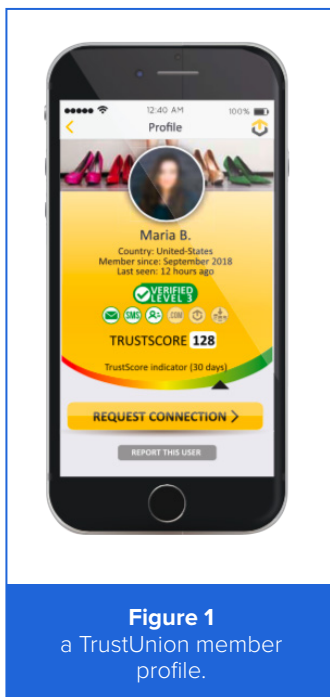 12:40 AM
100%
Profile
Maria B.
Country: United-States
Member since: September 2018
Last seen: 12 hours ago
VERIFIED
LEVEL 3
SMS
.COM
TRUSTSCORE 128
TrustScore indicator (30 days)
REQUEST CONNECTION >
REPORT THIS USER
Figure 1
a TrustUnion member
profile.